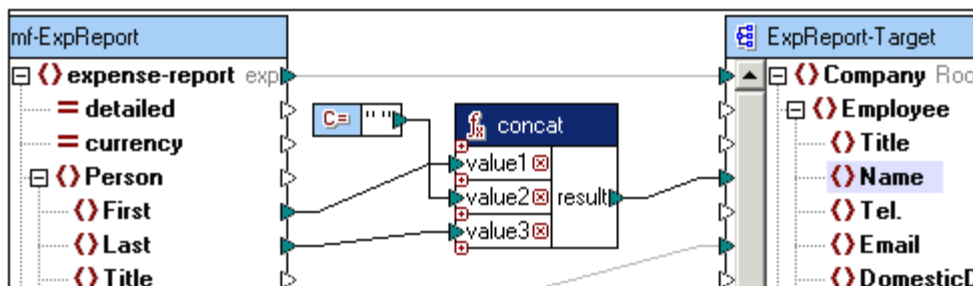 mf-ExpReport
expense-report exp
detailed
currency
Person
First
Last
Title
C= " "
fx concat
value1
value2 result
value3
ExpReport-Target
Company Roo
Employee
Title
Name
Tel.
Email
DomesticD